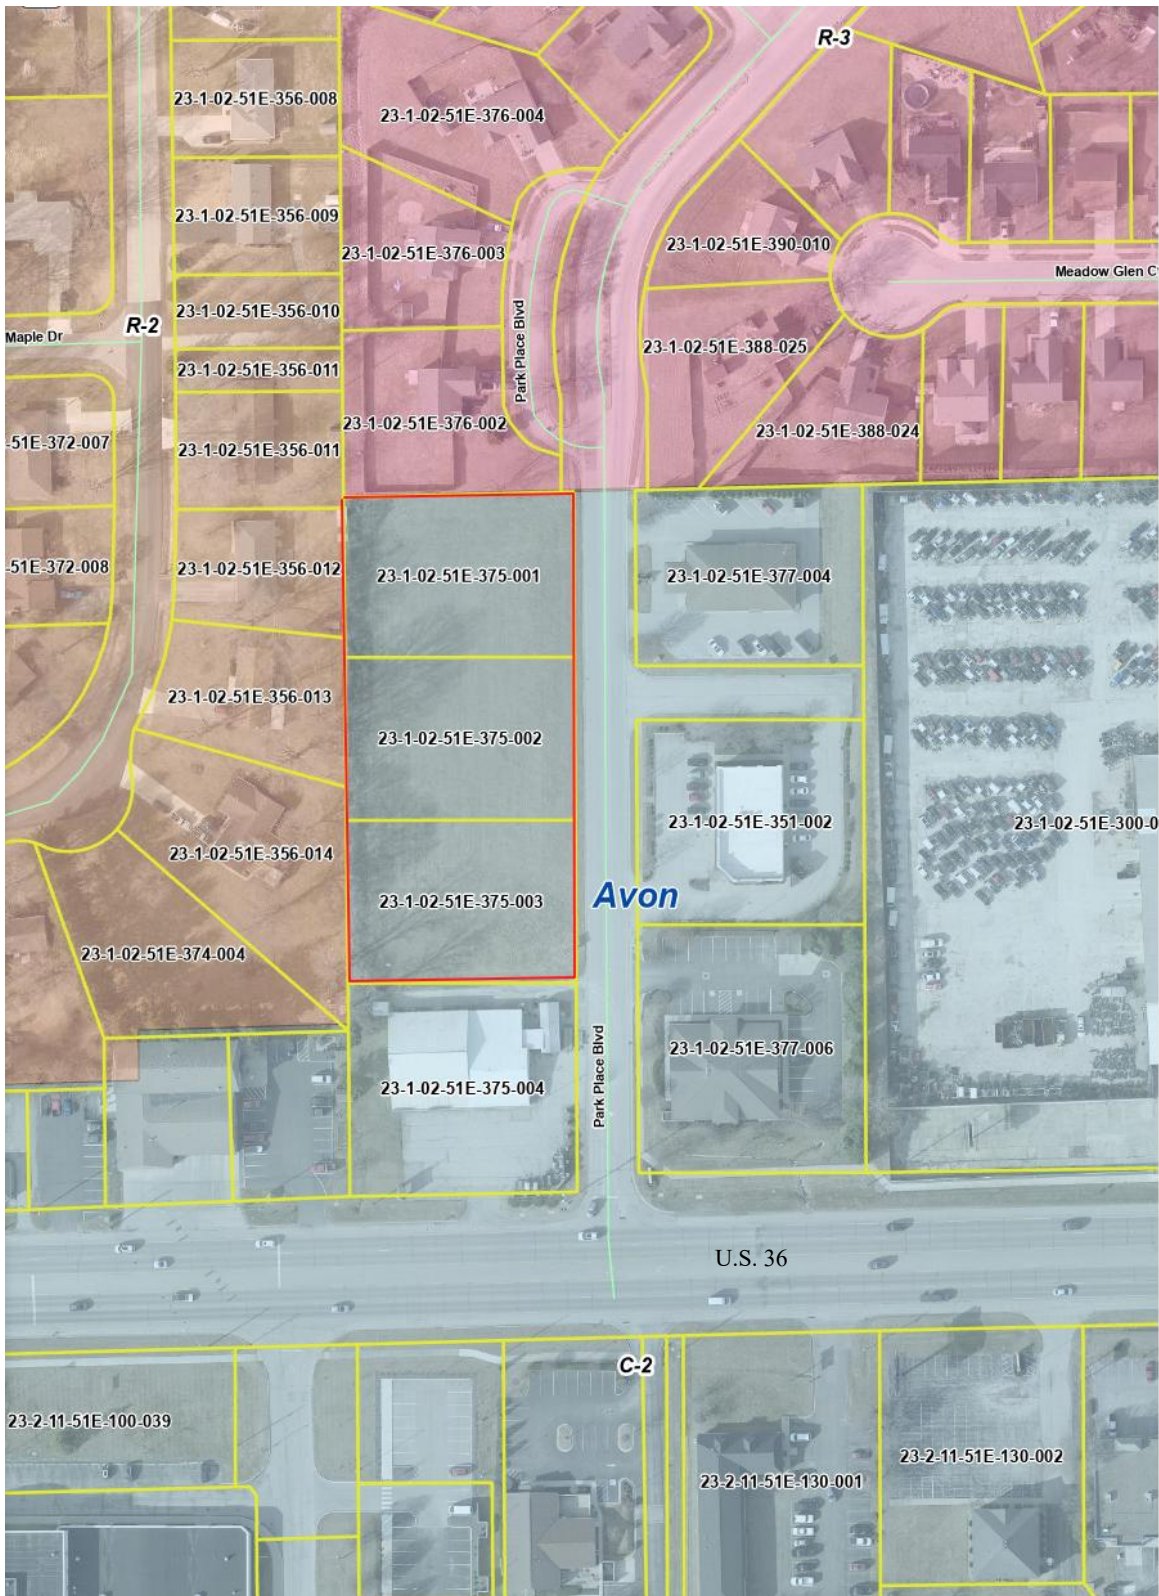 R-3
23-1-02-51E-356-008
23-1-02-51E-376-004
23-1-02-51E-356-009
23-1-02-51E-376-003
23-1-02-51E-390-010
Meadow Glen C
23-1-02-51E-356-010
R-2
Maple Dr
Park Place Blvd
23-1-02-51E-388-025
23-1-02-51E-356-011
23-1-02-51E-376-002
23-1-02-51E-388-024
-51E-372-007
23-1-02-51E-356-011
-51E-372-008
23-1-02-51E-356-012
23-1-02-51E-375-001
23-1-02-51E-377-004
23-1-02-51E-356-013
23-1-02-51E-375-002
23-1-02-51E-351-002
23-1-02-51E-300-0
23-1-02-51E-356-014
23-1-02-51E-375-003
Avon
23-1-02-51E-374-004
23-1-02-51E-377-006
Park Place Blvd
23-1-02-51E-375-004
U.S. 36
C-2
23-2-11-51E-100-039
23-2-11-51E-130-001
23-2-11-51E-130-002